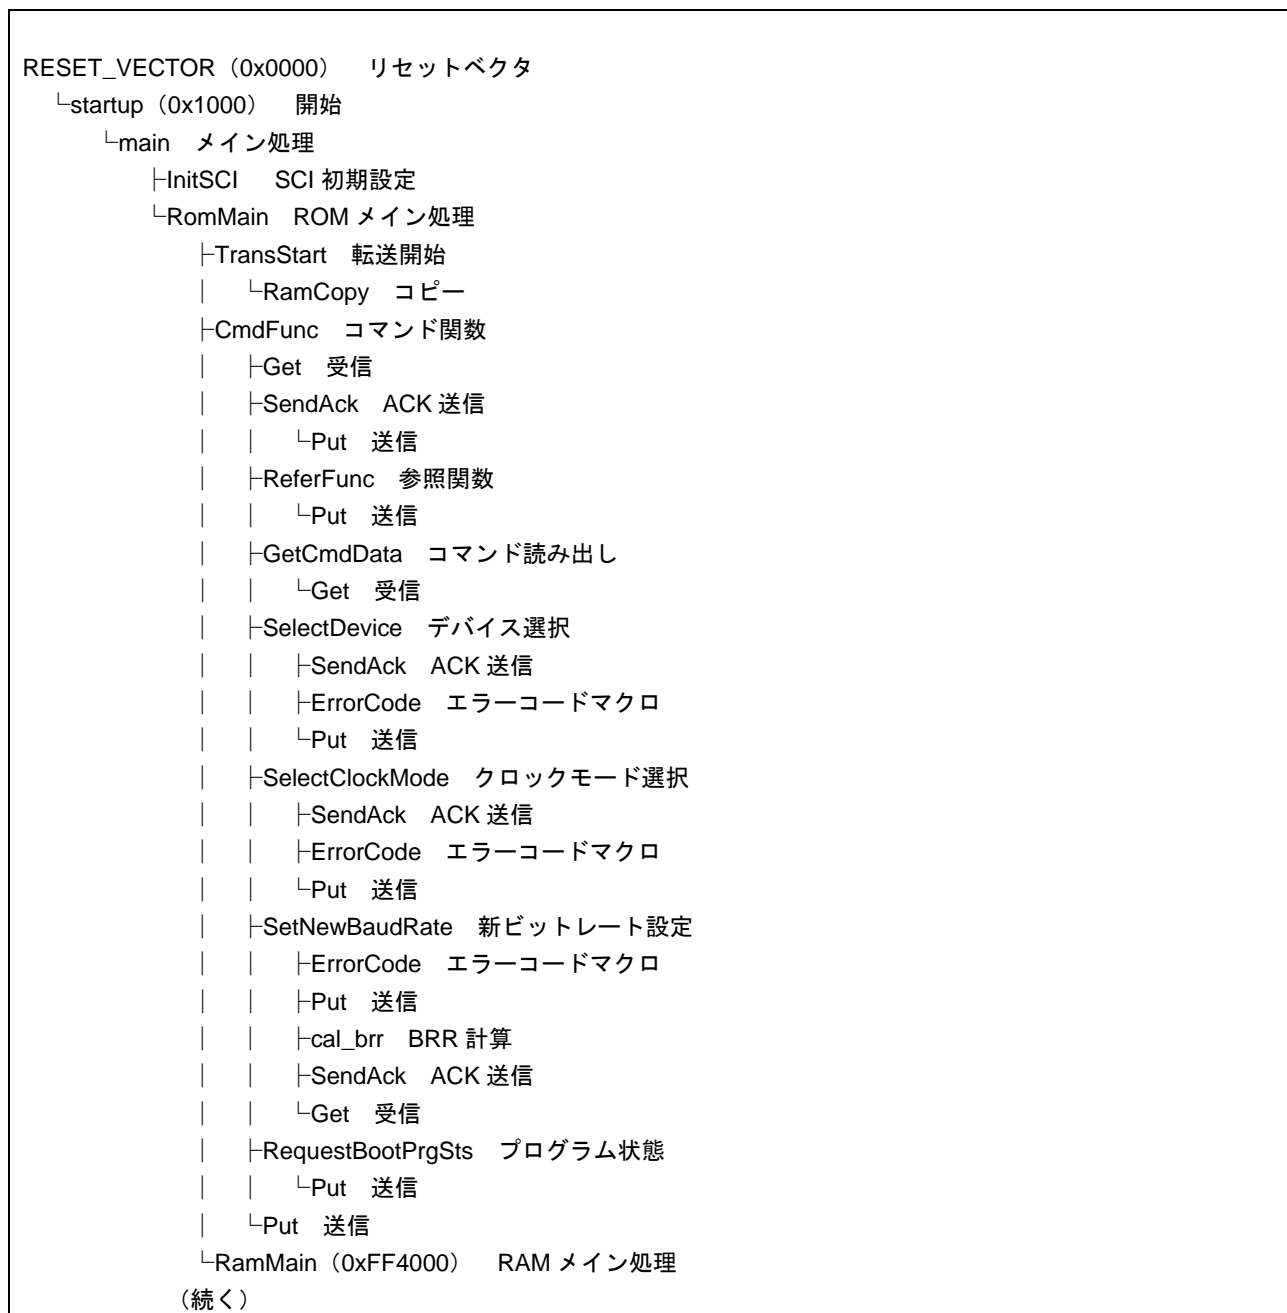 RESET_VECTOR（0x0000）　リセットベクタ
└startup（0x1000）　開始
└main　メイン処理
├InitSCI　SCI 初期設定
└RomMain　ROM メイン処理
├TransStart　転送開始
│　└RamCopy　コピー
├CmdFunc　コマンド関数
│　├Get　受信
│　├SendAck　ACK 送信
│　│　└Put　送信
│　├ReferFunc　参照関数
│　│　└Put　送信
│　├GetCmdData　コマンド読み出し
│　│　└Get　受信
│　├SelectDevice　デバイス選択
│　│　├SendAck　ACK 送信
│　│　├ErrorCode　エラーコードマクロ
│　│　└Put　送信
│　├SelectClockMode　クロックモード選択
│　│　├SendAck　ACK 送信
│　│　├ErrorCode　エラーコードマクロ
│　│　└Put　送信
│　├SetNewBaudRate　新ビットレート設定
│　│　├ErrorCode　エラーコードマクロ
│　│　├Put　送信
│　│　├cal_brr　BRR 計算
│　│　├SendAck　ACK 送信
│　│　└Get　受信
│　├RequestBootPrgSts　プログラム状態
│　│　└Put　送信
│　└Put　送信
└RamMain（0xFF4000）　RAM メイン処理
（続く）